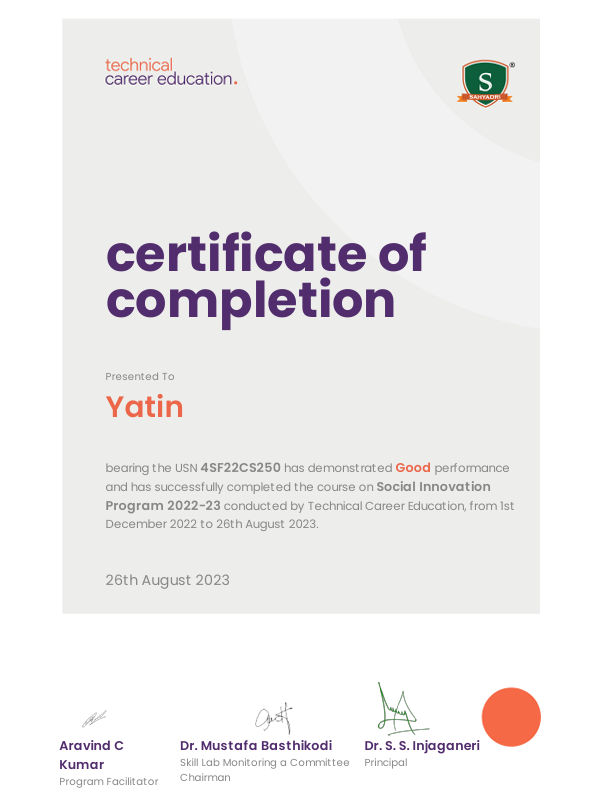 technical
career education.
S
®
SAHYADRI
certificate of
completion
Presented To
Yatin
bearing the USN 4SF22CS250 has demonstrated Good performance
and has successfully completed the course on Social Innovation
Program 2022-23 conducted by Technical Career Education, from 1st
December 2022 to 26th August 2023.
26th August 2023
Aravind C
Kumar
Program Facilitator
Dr. Mustafa Basthikodi
Skill Lab Monitoring a Committee
Chairman
Dr. S. S. Injaganeri
Principal